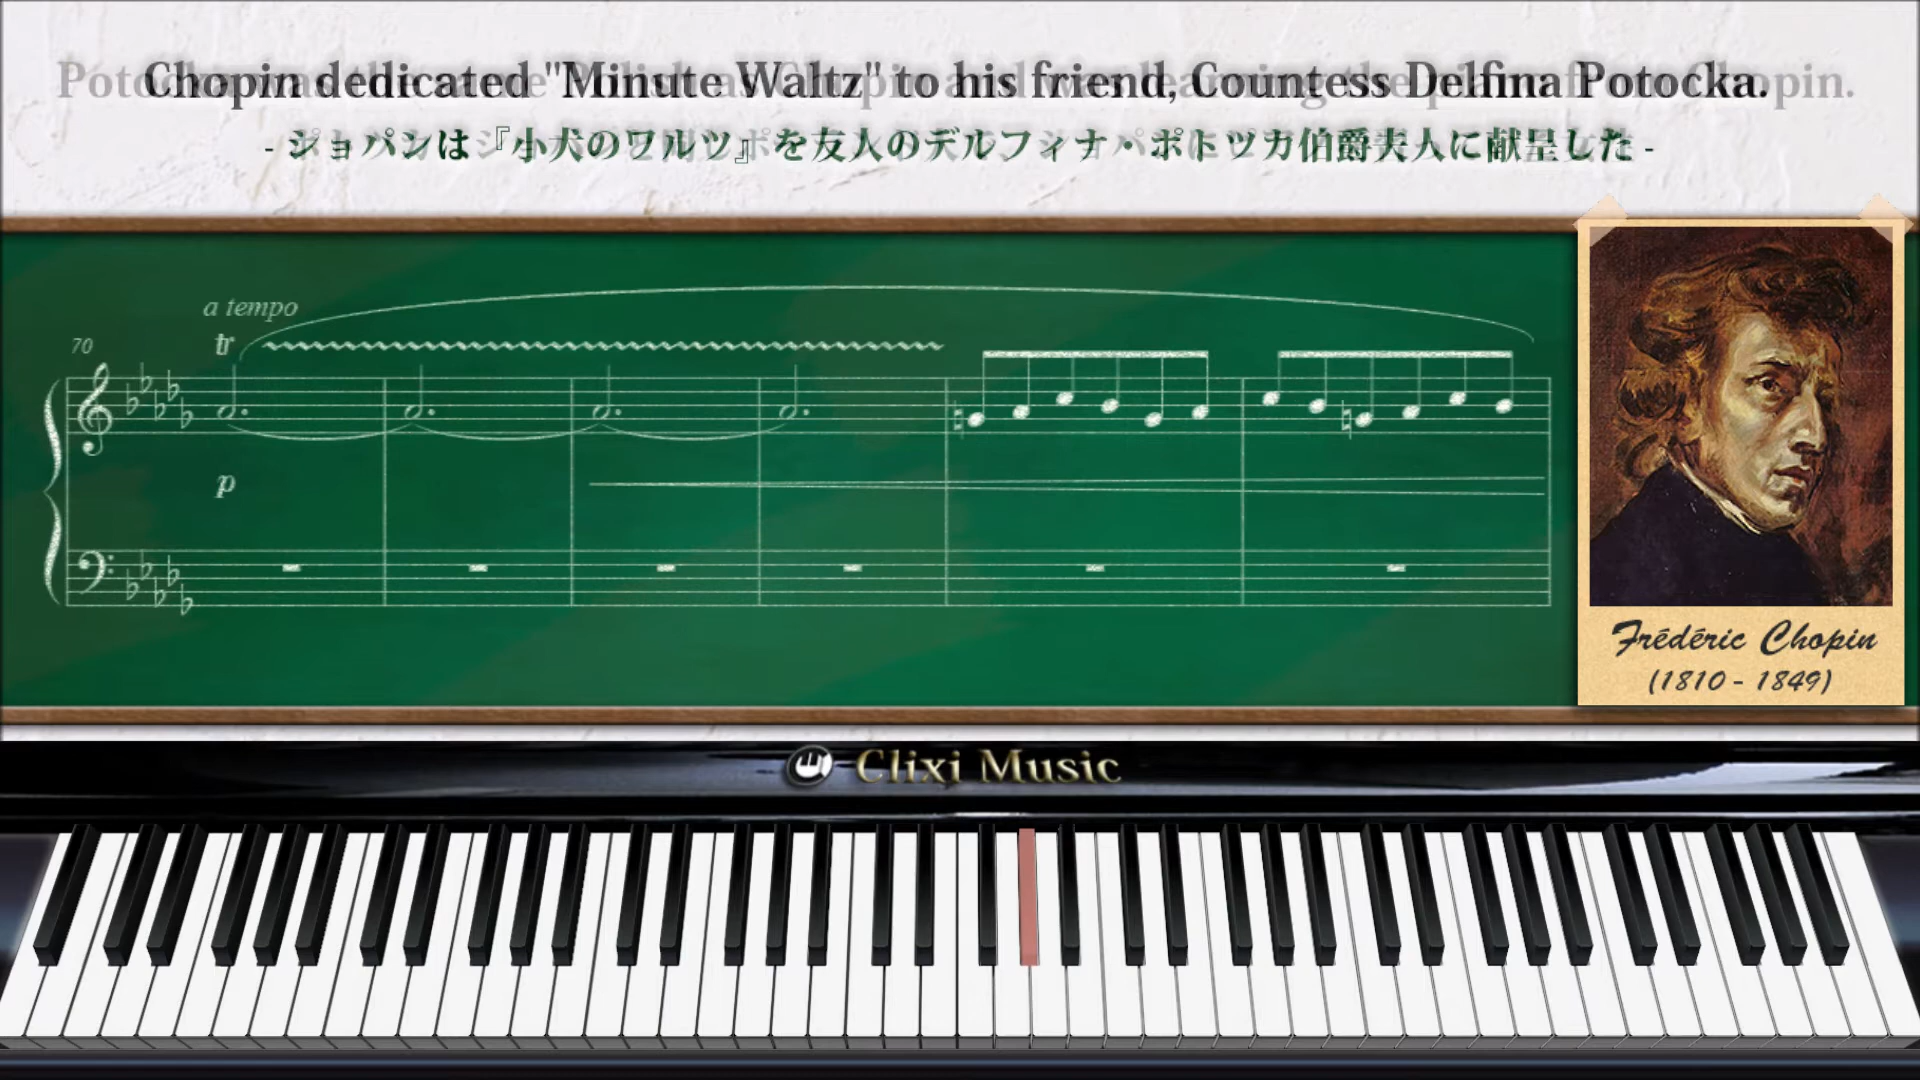 Chopin dedicated "Minute Waltz" to his friend, Countess Delfina Potocka.
- ショパンは『小犬のワルツ』を友人のデルフィナ・ポトツカ伯爵夫人に献呈した -
a tempo
70
tr
p
Frédéric Chopin
(1810 - 1849)
Clixi Music